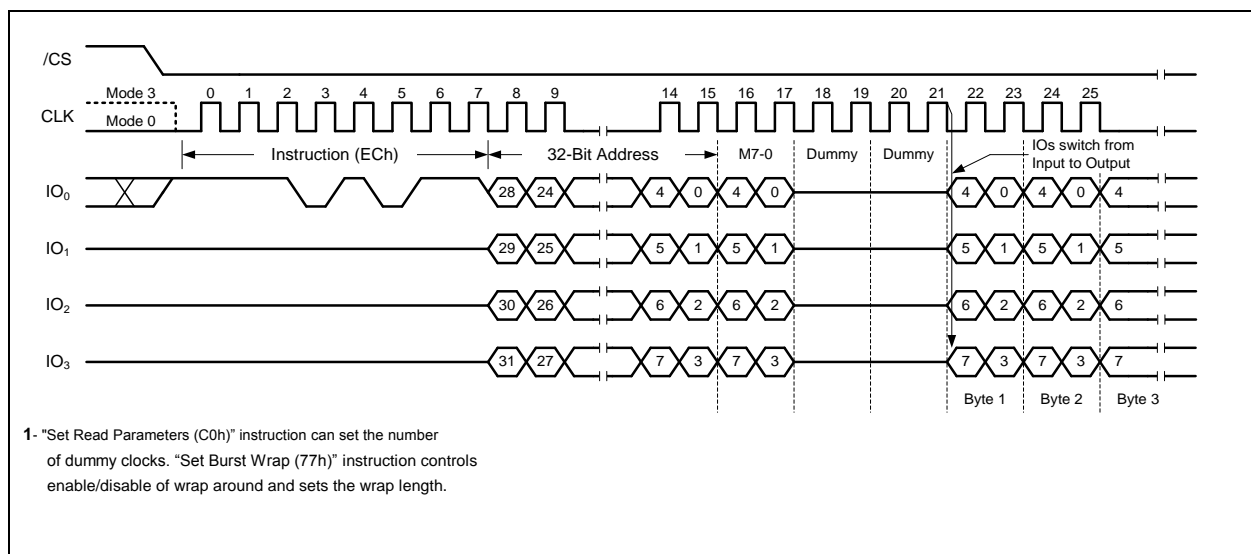 /CS
Mode 3 0 1 2 3 4 5 6 7 8 9 14 15 16 17 18 19 20 21 22 23 24 25
CLK
Mode 0
Instruction (ECh) 32-Bit Address M7-0 Dummy Dummy IOs switch from
Input to Output
IO0 28 24 4 0 4 0 4 0 4 0 4
IO1 29 25 5 1 5 1 5 1 5 1 5
IO2 30 26 6 2 6 2 6 2 6 2 6
IO3 31 27 7 3 7 3 7 3 7 3 7
Byte 1 Byte 2 Byte 3
1- "Set Read Parameters (C0h)” instruction can set the number
of dummy clocks. “Set Burst Wrap (77h)” instruction controls
enable/disable of wrap around and sets the wrap length.